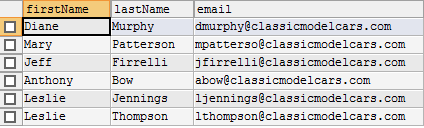 firstName lastName email
Diane Murphy dmurphy@classicmodelcars.com
Mary Patterson mpatterso@classicmodelcars.com
Jeff Firrelli jfirrelli@classicmodelcars.com
Anthony Bow abow@classicmodelcars.com
Leslie Jennings ljennings@classicmodelcars.com
Leslie Thompson lthompson@classicmodelcars.com